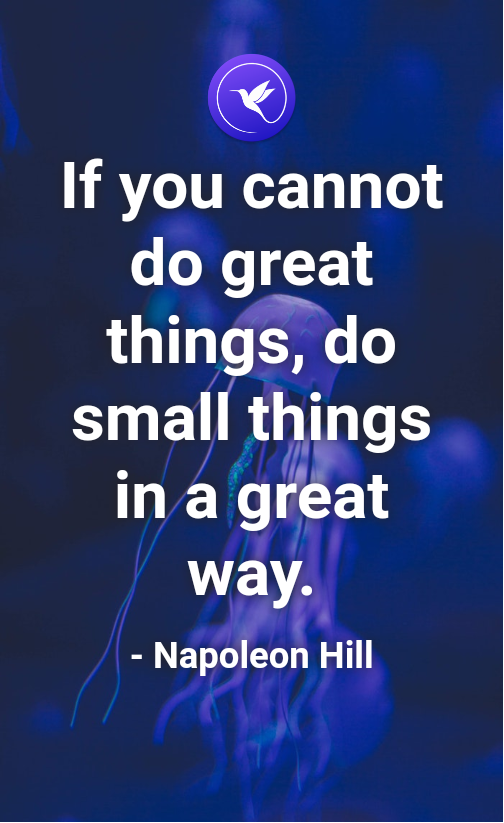 If you cannot
do great
things, do
small things
in a great
way.
- Napoleon Hill